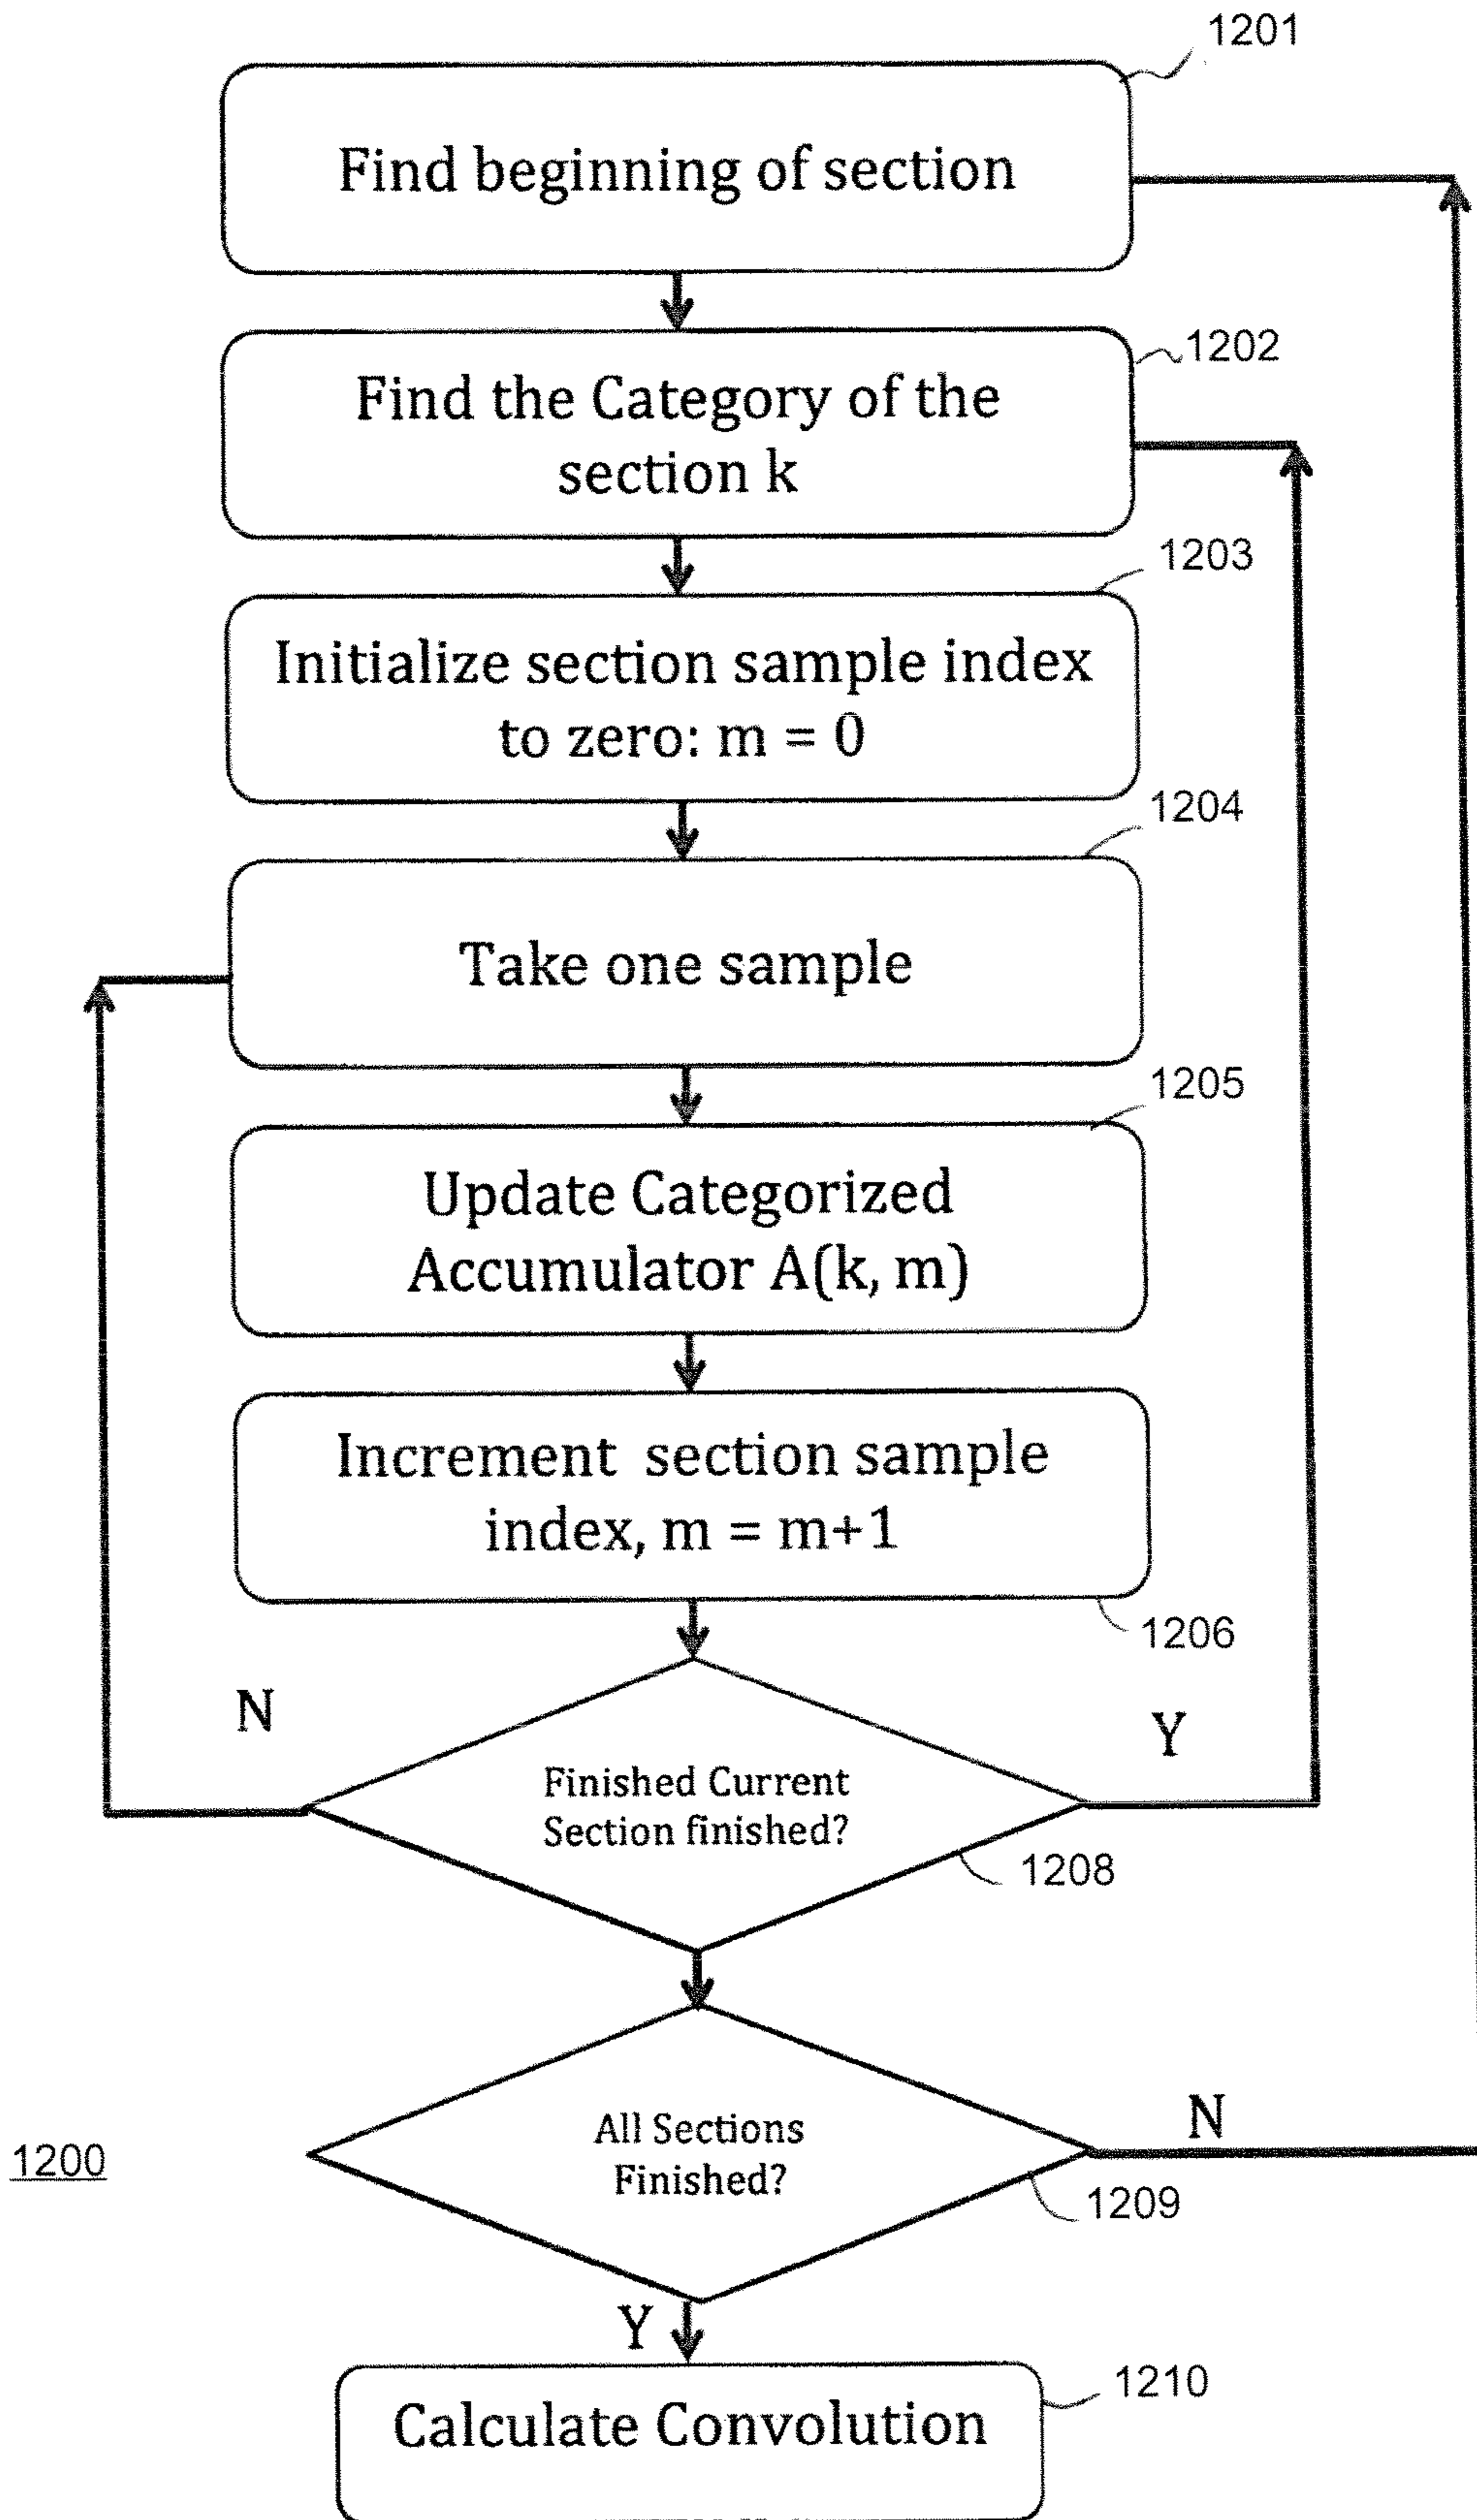 1201
Find beginning of section
1202
Find the Category of the
section k
1203
Initialize section sample index
to zero: m = 0
1204
Take one sample
1205
Update Categorized
Accumulator A(k, m)
Increment section sample
index, m = m+1
1206
N
Y
Finished Current
Section finished?
1208
All Sections
Finished?
N
1200
1209
Y
1210
Calculate Convolution